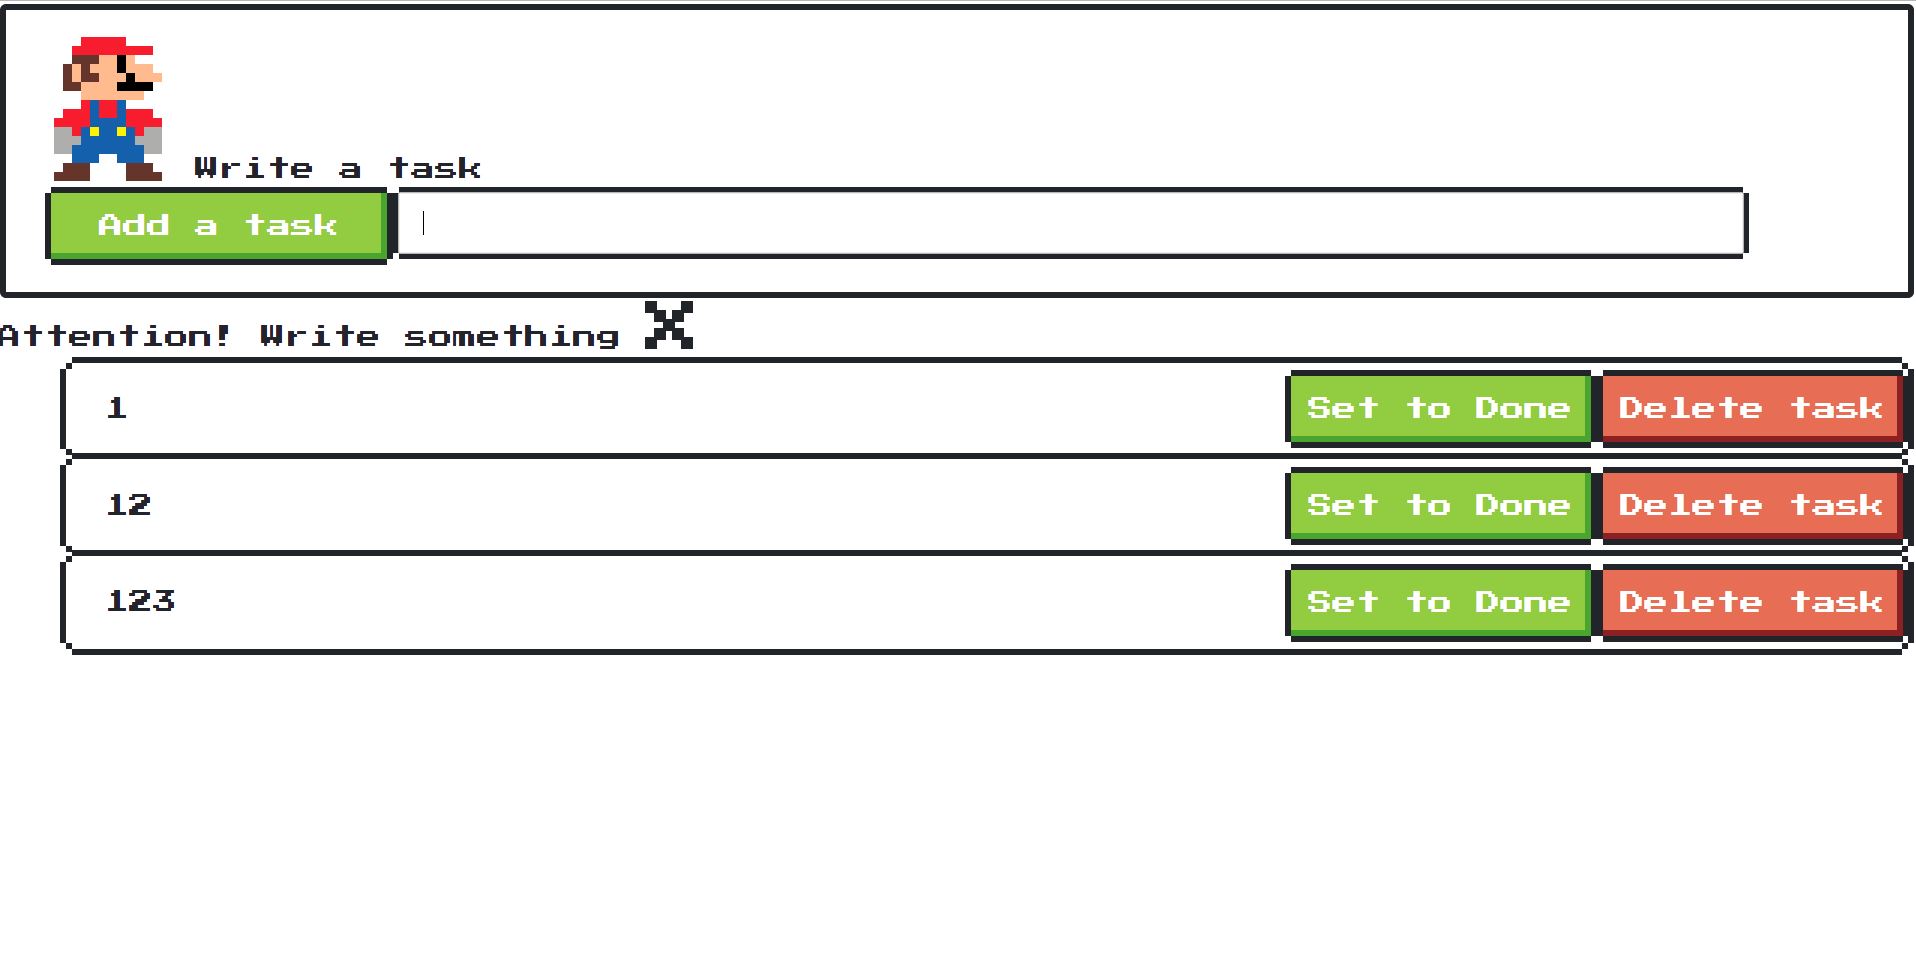 Write a task
Add a task
Attention! Write something
1 Set to Done Delete task
12 Set to Done Delete task
123 Set to Done Delete task